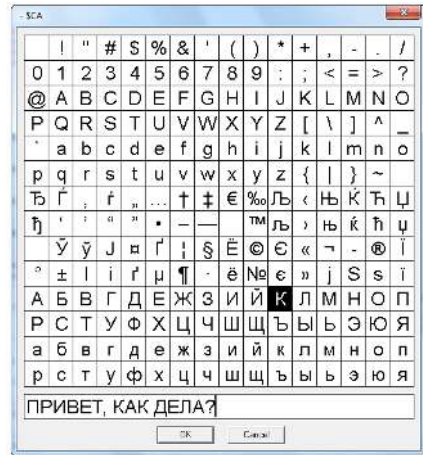 - $CA
! " # $ % & ' ( ) * + , - . /
0 1 2 3 4 5 6 7 8 9 : ; < = > ?
@ A B C D E F G H I J K L M N O
P Q R S T U V W X Y Z [ \ ] ^ _
` a b c d e f g h i j k l m n o
p q r s t u v w x y z { | } ~
Ђ Ѓ ‚ ѓ „ … † ‡ € ‰ Љ ‹ Њ Ќ Ћ Џ
ђ ‘ ’ “ ” • – — ™ љ › њ ќ ћ џ
Ў ў Ј ¤ Ґ ¦ § Ё © Є « ¬ - ® Ї
° ± І і ґ µ ¶ · ё № є » ј Ѕ ѕ ї
А Б В Г Д Е Ж З И Й К Л М Н О П
Р С Т У Ф Х Ц Ч Ш Щ Ъ Ы Ь Э Ю Я
а б в г д е ж з и й к л м н о п
р с т у ф х ц ч ш щ ъ ы ь э ю я
ПРИВЕТ, КАК ДЕЛА?
OK Cancel